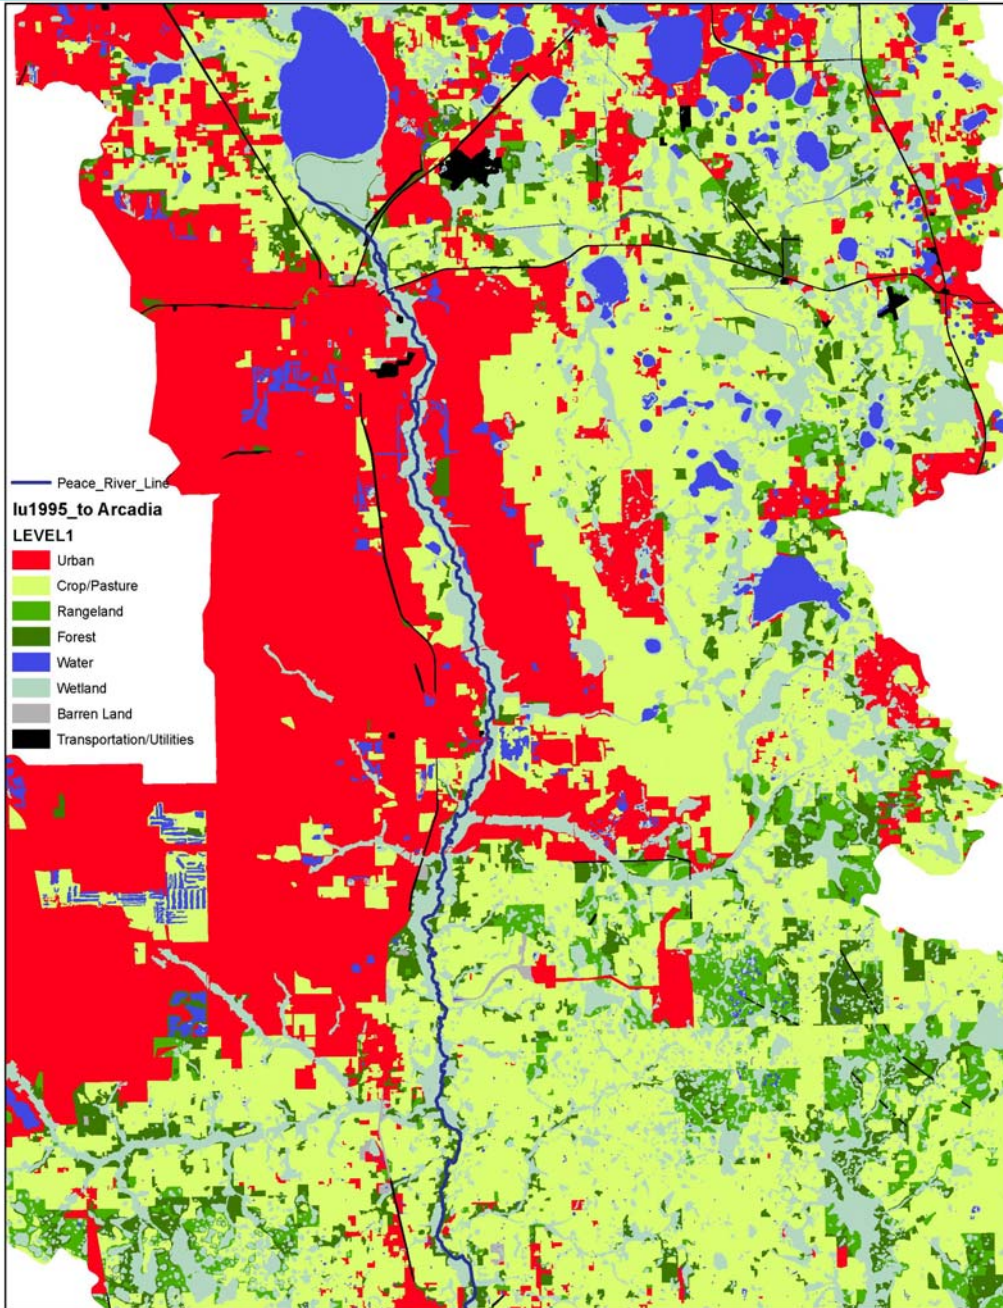 Peace_River_Line
lu1995_to Arcadia
LEVEL1
Urban
Crop/Pasture
Rangeland
Forest
Water
Wetland
Barren Land
Transportation/Utilities